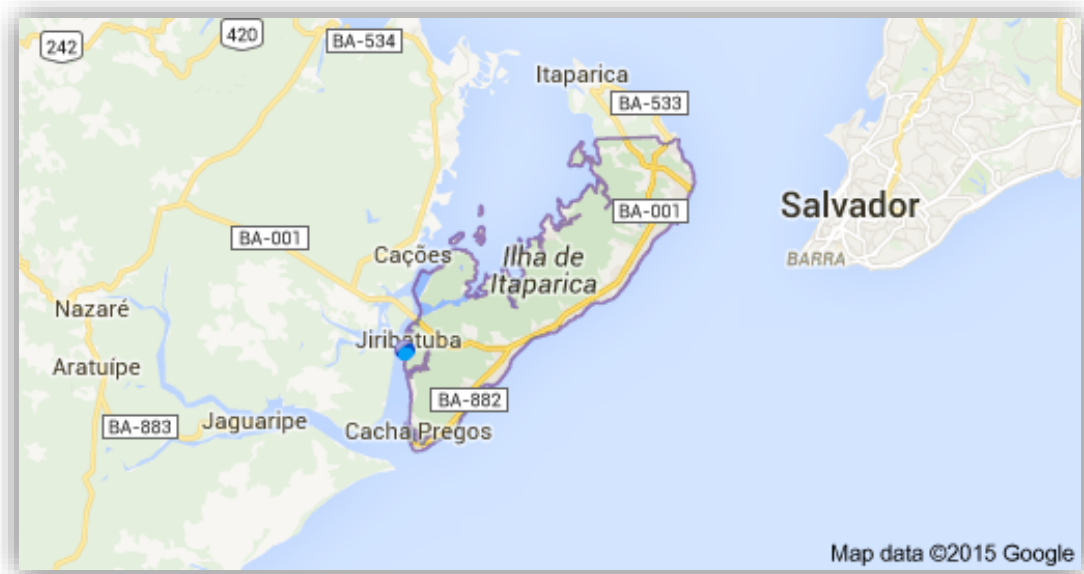 242
420
BA-534
Itaparica
BA-533
Salvador
BA-001
BA-001
BARRA
Cações
Ilha de
Itaparica
Nazaré
Jiribatuba
Aratuípe
BA-882
BA-883
Jaguaripe
Cacha Pregos
Map data ©2015 Google